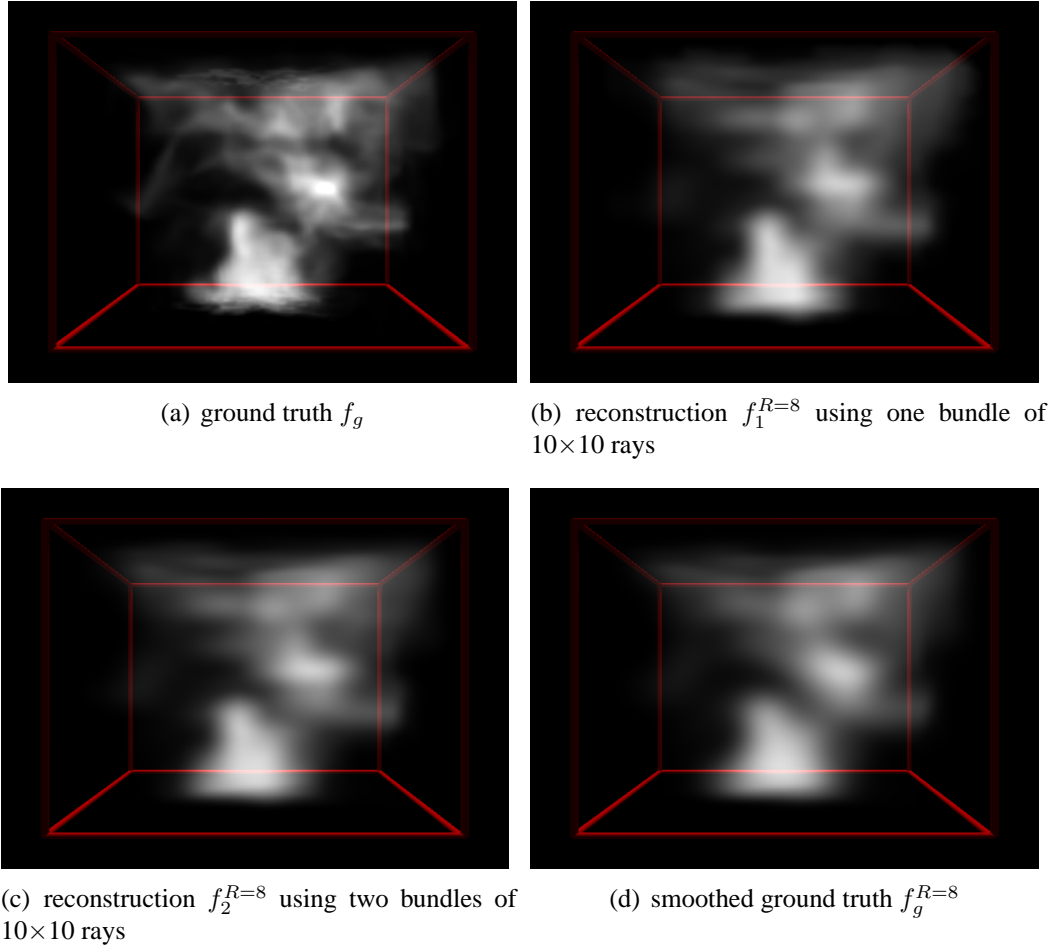 (a) ground truth f_g
(b) reconstruction f_1^{R=8} using one bundle of
10×10 rays
(c) reconstruction f_2^{R=8} using two bundles of
10×10 rays
(d) smoothed ground truth f_g^{R=8}